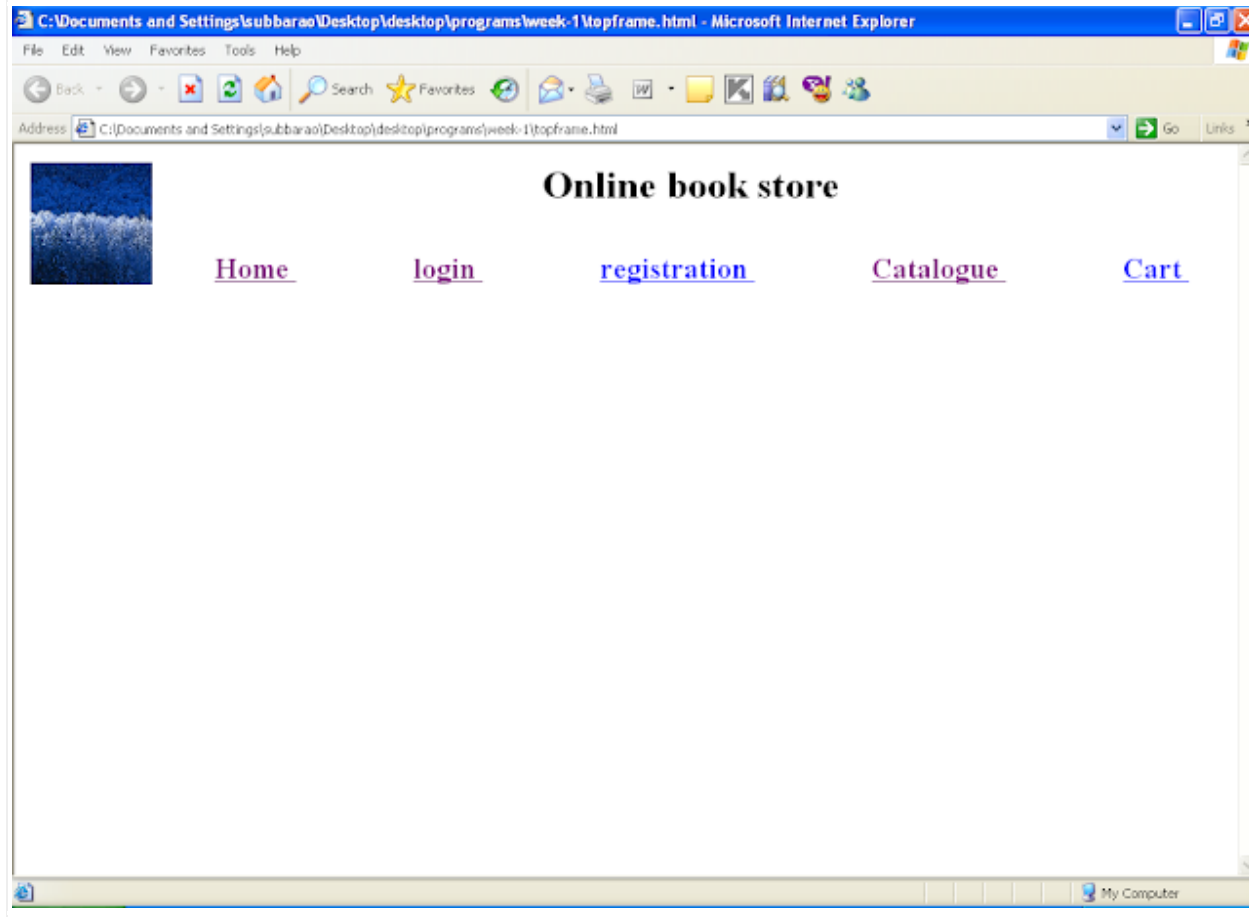 C:\Documents and Settings\subbarao\Desktop\desktop\programs\week-1\topframe.html - Microsoft Internet Explorer
File Edit View Favorites Tools Help
Back Search Favorites
Address C:\Documents and Settings\subbarao\Desktop\desktop\programs\week-1\topframe.html Go Links
Online book store
Home login registration Catalogue Cart
My Computer